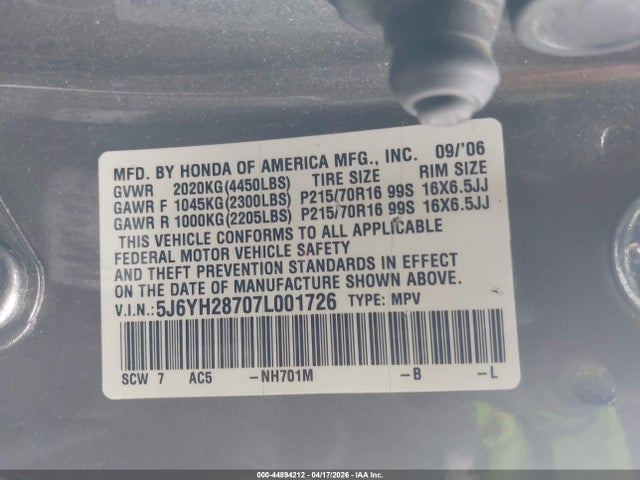 MFD. BY HONDA OF AMERICA MFG., INC. 09/'06
GVWR 2020KG(4450LBS) TIRE SIZE RIM SIZE
GAWR F 1045KG(2300LBS) P215/70R16 99S 16X6.5JJ
GAWR R 1000KG(2205LBS) P215/70R16 99S 16X6.5JJ
THIS VEHICLE CONFORMS TO ALL APPLICABLE
FEDERAL MOTOR VEHICLE SAFETY
AND THEFT PREVENTION STANDARDS IN EFFECT
ON THE DATE OF MANUFACTURE SHOWN ABOVE.
V.I.N.: 5J6YH28707L001726 TYPE: MPV
SCW 7 AC5 -NH701M -B -L
000-44894212 - 04/17/2026 - IAA Inc.